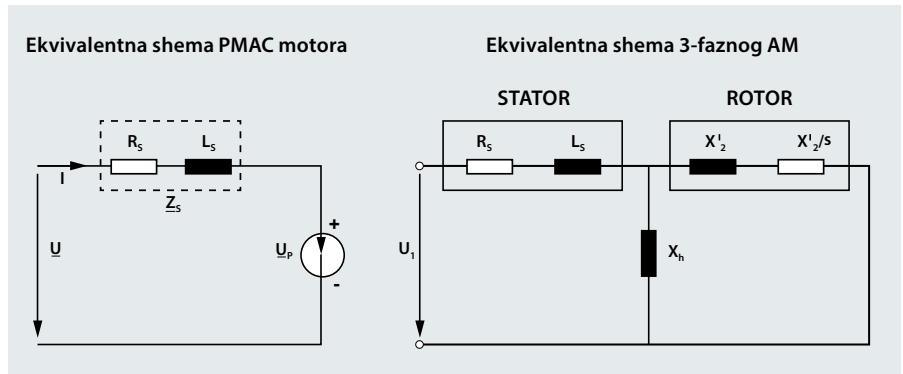 Ekvivalentna shema PMAC motora
R_S L_S
I
Z_S
U
U_P
+
-
Ekvivalentna shema 3-faznog AM
STATOR
ROTOR
R_S L_S X'_2 X'_2/s
U_1
X_h